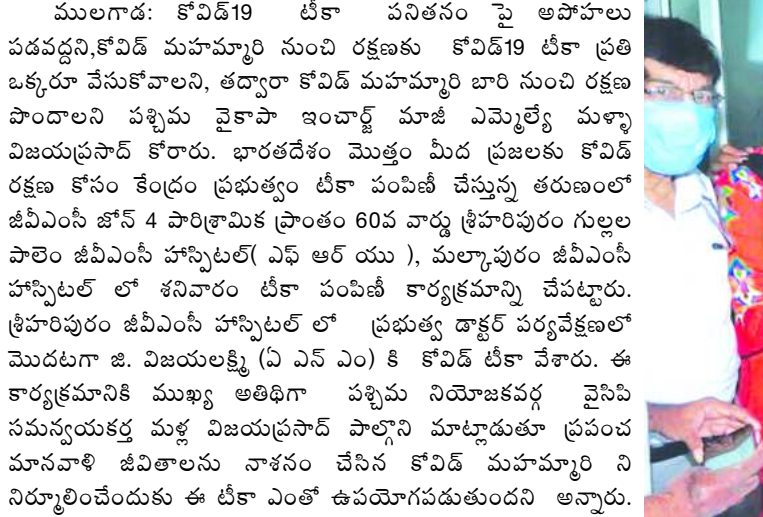 ములగాడ: కోవిడ్19 టీకా పనితనం పై అపోహలు
పడవద్దని,కోవిడ్ మహమ్మారి నుంచి రక్షణకు కోవిడ్19 టీకా ప్రతి
ఒక్కరూ వేసుకోవాలని, తద్వారా కోవిడ్ మహమ్మారి బారి నుంచి రక్షణ
పొందాలని పశ్చిమ వైకాపా ఇంచార్జ్ మాజీ ఎమ్మెల్యే మళ్ళా
విజయప్రసాద్ కోరారు. భారతదేశం మొత్తం మీద ప్రజలకు కోవిడ్
రక్షణ కోసం కేంద్రం ప్రభుత్వం టీకా పంపిణీ చేస్తున్న తరుణంలో
జీవీఎంసీ జోన్ 4 పారిశ్రామిక ప్రాంతం 60వ వార్డు శ్రీహరిపురం గుల్లల
పాలెం జీవీఎంసీ హాస్పిటల్( ఎఫ్ ఆర్ యు ), మల్కాపురం జీవీఎంసీ
హాస్పిటల్ లో శనివారం టీకా పంపిణీ కార్యక్రమాన్ని చేపట్టారు.
శ్రీహరిపురం జీవీఎంసీ హాస్పిటల్ లో ప్రభుత్వ డాక్టర్ పర్యవేక్షణలో
మొదటగా జి. విజయలక్ష్మి (ఏ ఎన్ ఎం) కి కోవిడ్ టీకా వేశారు. ఈ
కార్యక్రమానికి ముఖ్య అతిథిగా పశ్చిమ నియోజకవర్గ వైసిపి
సమన్వయకర్త మళ్ల విజయప్రసాద్ పాల్గొని మాట్లాడుతూ ప్రపంచ
మానవాళి జీవితాలను నాశనం చేసిన కోవిడ్ మహమ్మారి ని
నిర్మూలించేందుకు ఈ టీకా ఎంతో ఉపయోగపడుతుందని అన్నారు.